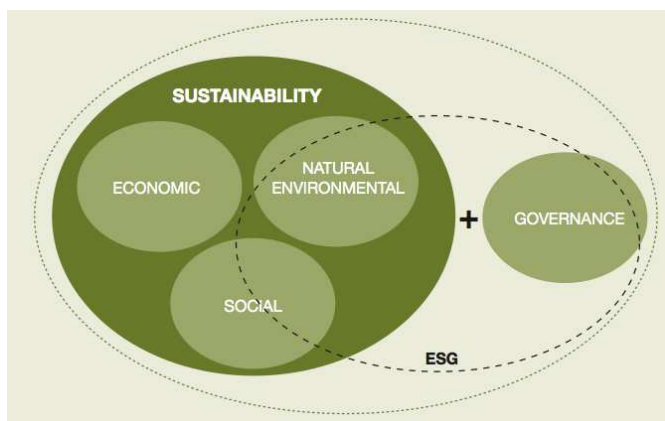 SUSTAINABILITY
ECONOMIC
NATURAL
ENVIRONMENTAL
+
GOVERNANCE
SOCIAL
ESG